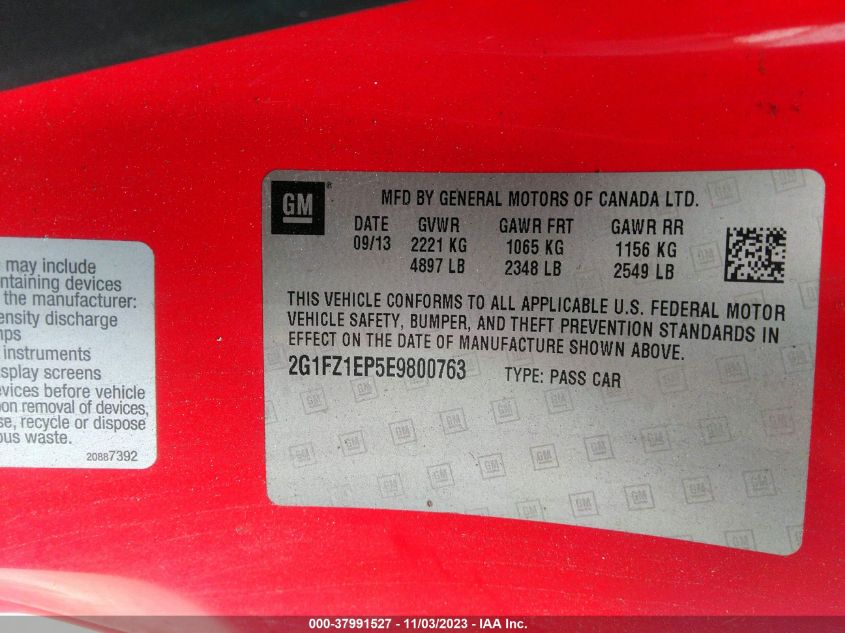 GM
MFD BY GENERAL MOTORS OF CANADA LTD.
DATE GVWR GAWR FRT GAWR RR
09/13 2221 KG 1065 KG 1156 KG
4897 LB 2348 LB 2549 LB
THIS VEHICLE CONFORMS TO ALL APPLICABLE U.S. FEDERAL MOTOR
VEHICLE SAFETY, BUMPER, AND THEFT PREVENTION STANDARDS IN
EFFECT ON THE DATE OF MANUFACTURE SHOWN ABOVE.
2G1FZ1EP5E9800763 TYPE: PASS CAR
may include
ntaining devices
the manufacturer:
ensity discharge
mps
instruments
splay screens
evices before vehicle
on removal of devices,
se, recycle or dispose
ous waste.
20887392
000-37991527 - 11/03/2023 - IAA Inc.